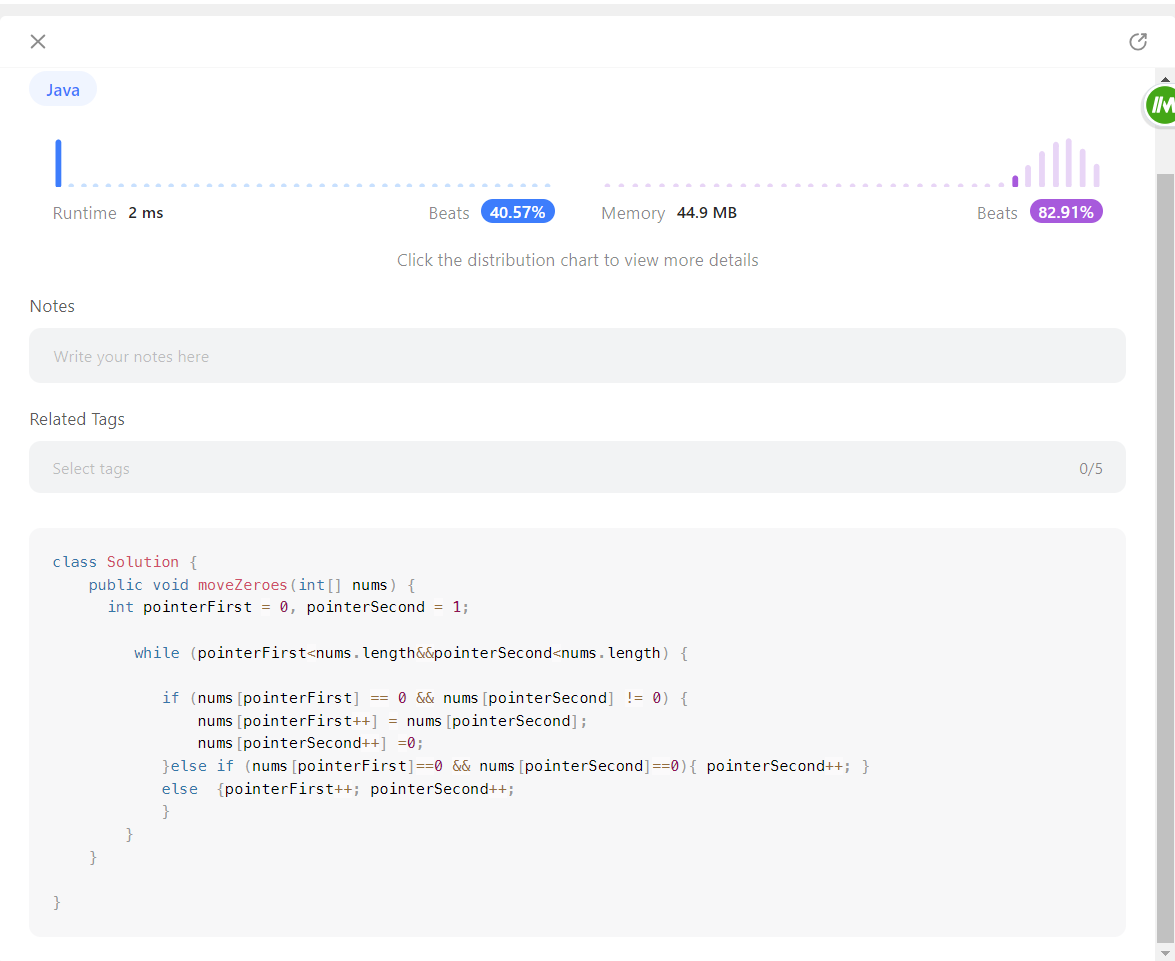 Java
Runtime 2 ms Beats 40.57% Memory 44.9 MB Beats 82.91%
Click the distribution chart to view more details
Notes
Write your notes here
Related Tags
Select tags 0/5
class Solution {
    public void moveZeroes(int[] nums) {
      int pointerFirst = 0, pointerSecond = 1;
         while (pointerFirst<nums.length&&pointerSecond<nums.length) {
            if (nums[pointerFirst] == 0 && nums[pointerSecond] != 0) {
                nums[pointerFirst++] = nums[pointerSecond];
                nums[pointerSecond++] =0;
            }else if (nums[pointerFirst]==0 && nums[pointerSecond]==0){ pointerSecond++; }
            else  {pointerFirst++; pointerSecond++;
            }
        }
    }
}